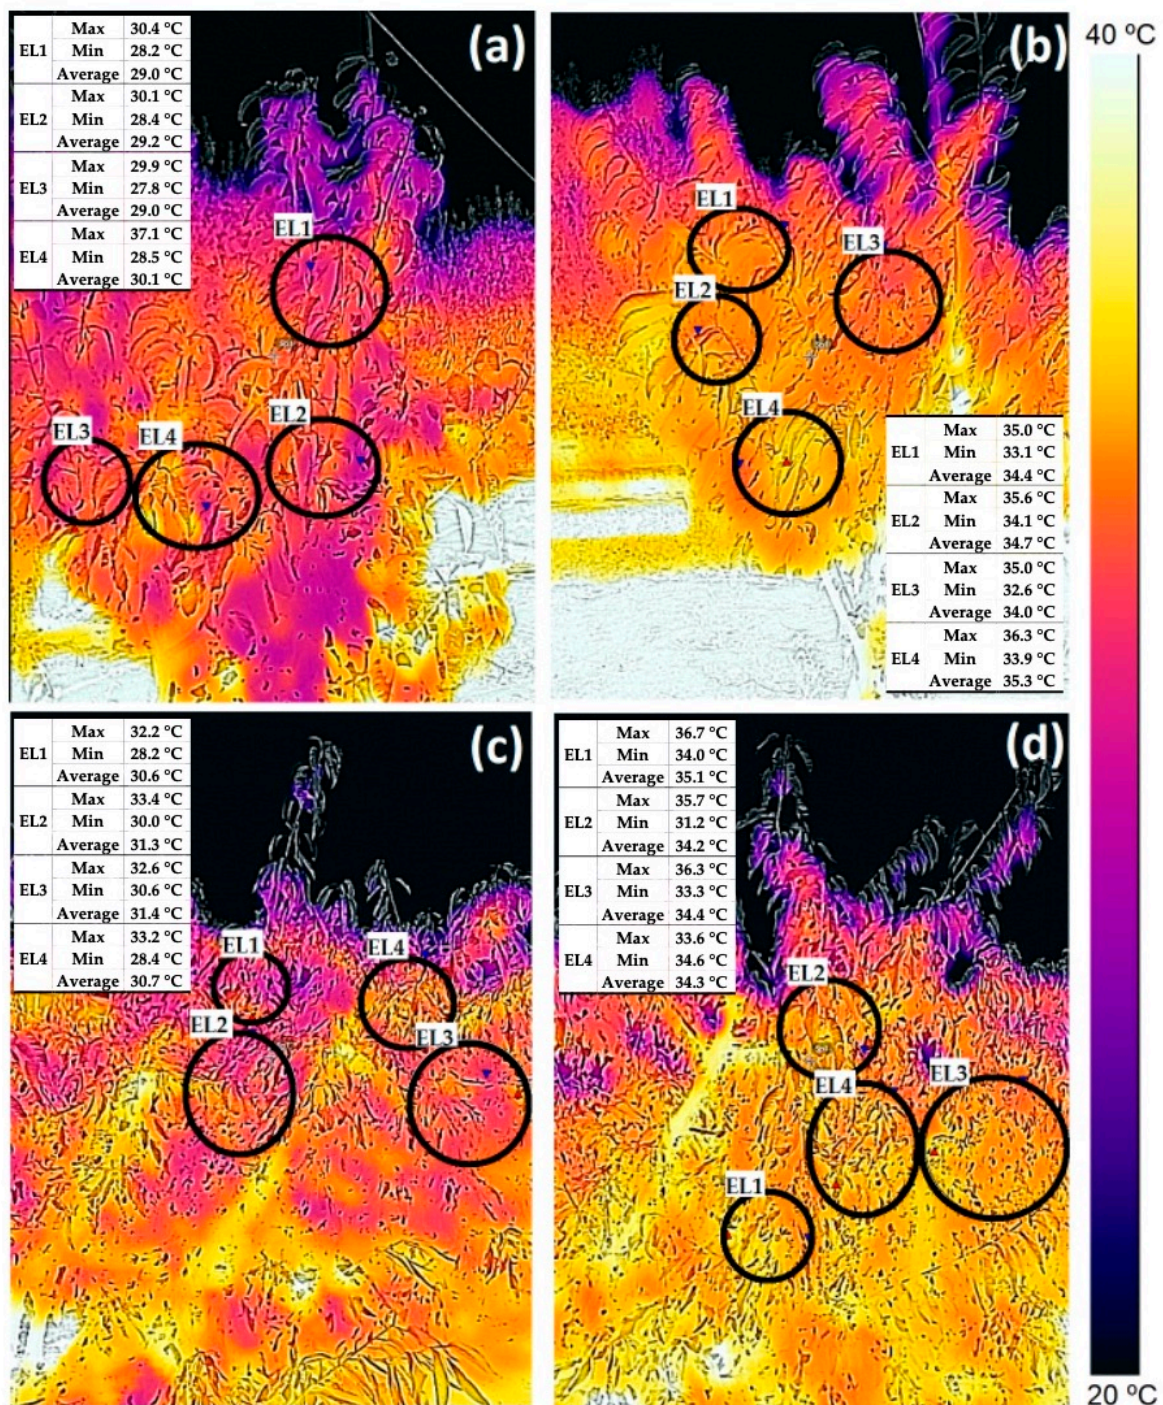 (a)
EL1 Max 30.4 °C
Min 28.2 °C
Average 29.0 °C
EL2 Max 30.1 °C
Min 28.4 °C
Average 29.2 °C
EL3 Max 29.9 °C
Min 27.8 °C
Average 29.0 °C
EL4 Max 37.1 °C
Min 28.5 °C
Average 30.1 °C
EL1
EL2
EL3
EL4
(b)
EL1
EL3
EL2
EL4
EL1 Max 35.0 °C
Min 33.1 °C
Average 34.4 °C
EL2 Max 35.6 °C
Min 34.1 °C
Average 34.7 °C
EL3 Max 35.0 °C
Min 32.6 °C
Average 34.0 °C
EL4 Max 36.3 °C
Min 33.9 °C
Average 35.3 °C
40 ºC
20 ºC
(c)
EL1 Max 32.2 °C
Min 28.2 °C
Average 30.6 °C
EL2 Max 33.4 °C
Min 30.0 °C
Average 31.3 °C
EL3 Max 32.6 °C
Min 30.6 °C
Average 31.4 °C
EL4 Max 33.2 °C
Min 28.4 °C
Average 30.7 °C
EL1
EL4
EL2
EL3
(d)
EL1 Max 36.7 °C
Min 34.0 °C
Average 35.1 °C
EL2 Max 35.7 °C
Min 31.2 °C
Average 34.2 °C
EL3 Max 36.3 °C
Min 33.3 °C
Average 34.4 °C
EL4 Max 33.6 °C
Min 34.6 °C
Average 34.3 °C
EL2
EL4
EL3
EL1